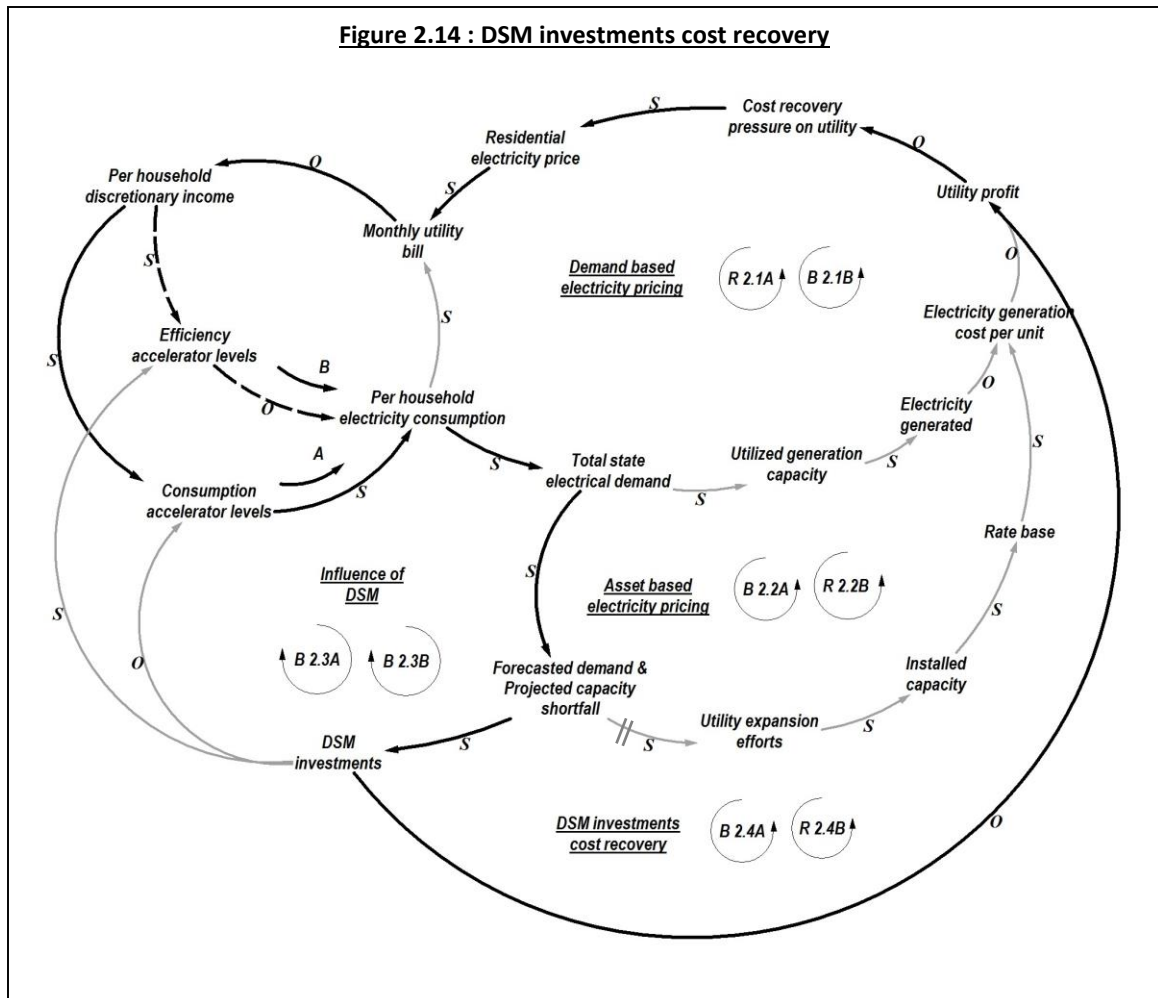 Figure 2.14 : DSM investments cost recovery
S
Cost recovery
pressure on utility
Residential
electricity price
O
O
Per household
discretionary income
S
Utility profit
Monthly utility
bill
S
O
Demand based
electricity pricing
R 2.1A
B 2.1B
S
Electricity generation
cost per unit
Efficiency
accelerator levels
S
B
O
O
Per household
electricity consumption
Electricity
generated
S
A
S
Consumption
accelerator levels
S
S
Total state
electrical demand
S
Utilized generation
capacity
S
Rate base
Influence of
DSM
S
Asset based
electricity pricing
B 2.2A
R 2.2B
S
S
O
B 2.3A
B 2.3B
Forecasted demand &
Projected capacity
shortfall
Installed
capacity
Utility expansion
efforts
S
S
S
DSM
investments
DSM investments
cost recovery
B 2.4A
R 2.4B
O